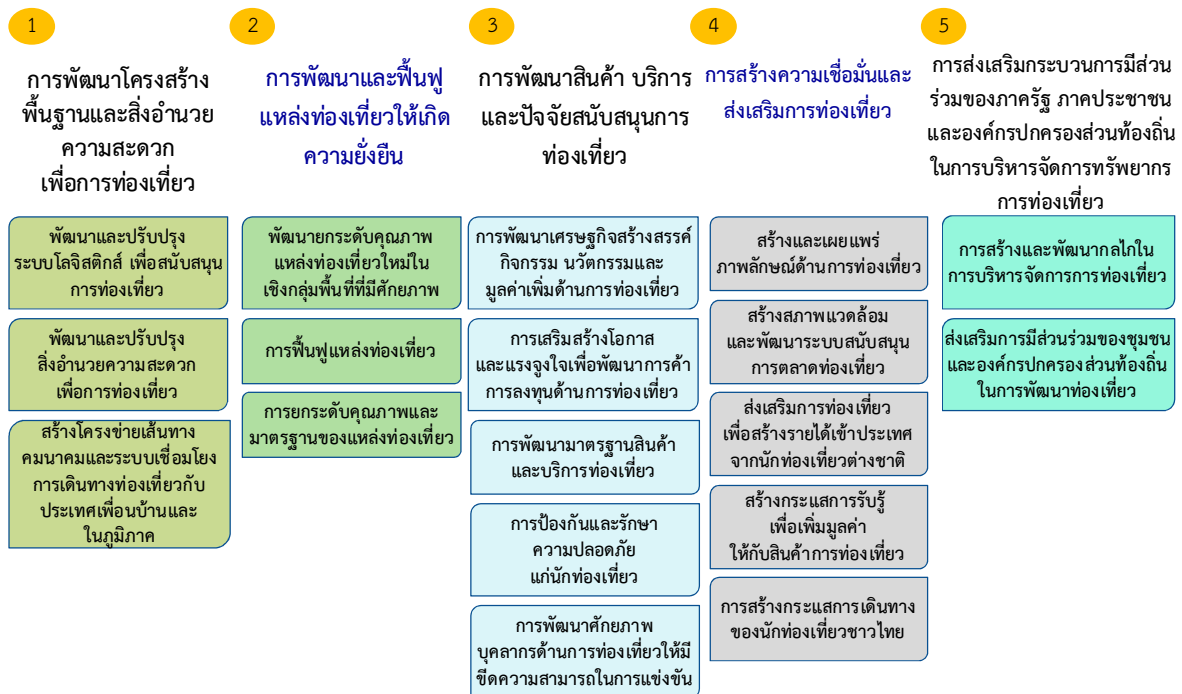 1
การพัฒนาโครงสร้าง
พื้นฐานและสิ่งอำนวย
ความสะดวก
เพื่อการท่องเที่ยว
พัฒนาและปรับปรุง
ระบบโลจิสติกส์ เพื่อสนับสนุน
การท่องเที่ยว
พัฒนาและปรับปรุง
สิ่งอำนวยความสะดวก
เพื่อการท่องเที่ยว
สร้างโครงข่ายเส้นทาง
คมนาคมและระบบเชื่อมโยง
การเดินทางท่องเที่ยวกับ
ประเทศเพื่อนบ้านและ
ในภูมิภาค
2
การพัฒนาและฟื้นฟู
แหล่งท่องเที่ยวให้เกิด
ความยั่งยืน
พัฒนายกระดับคุณภาพ
แหล่งท่องเที่ยวใหม่ใน
เชิงกลุ่มพื้นที่ที่มีศักยภาพ
การฟื้นฟูแหล่งท่องเที่ยว
การยกระดับคุณภาพและ
มาตรฐานของแหล่งท่องเที่ยว
3
การพัฒนาสินค้า บริการ
และปัจจัยสนับสนุนการ
ท่องเที่ยว
การพัฒนาเศรษฐกิจสร้างสรรค์
กิจกรรม นวัตกรรมและ
มูลค่าเพิ่มด้านการท่องเที่ยว
การเสริมสร้างโอกาส
และแรงจูงใจเพื่อพัฒนาการค้า
การลงทุนด้านการท่องเที่ยว
การพัฒนามาตรฐานสินค้า
และบริการท่องเที่ยว
การป้องกันและรักษา
ความปลอดภัย
แก่นักท่องเที่ยว
การพัฒนาศักยภาพ
บุคลากรด้านการท่องเที่ยวให้มี
ขีดความสามารถในการแข่งขัน
4
การสร้างความเชื่อมั่นและ
ส่งเสริมการท่องเที่ยว
สร้างและเผยแพร่
ภาพลักษณ์ด้านการท่องเที่ยว
สร้างสภาพแวดล้อม
และพัฒนาระบบสนับสนุน
การตลาดท่องเที่ยว
ส่งเสริมการท่องเที่ยว
เพื่อสร้างรายได้เข้าประเทศ
จากนักท่องเที่ยวต่างชาติ
สร้างกระแสการรับรู้
เพื่อเพิ่มมูลค่า
ให้กับสินค้าการท่องเที่ยว
การสร้างกระแสการเดินทาง
ของนักท่องเที่ยวชาวไทย
5
การส่งเสริมกระบวนการมีส่วน
ร่วมของภาครัฐ ภาคประชาชน
และองค์กรปกครองส่วนท้องถิ่น
ในการบริหารจัดการทรัพยากร
การท่องเที่ยว
การสร้างและพัฒนากลไกใน
การบริหารจัดการการท่องเที่ยว
ส่งเสริมการมีส่วนร่วมของชุมชน
และองค์กรปกครองส่วนท้องถิ่น
ในการพัฒนาท่องเที่ยว